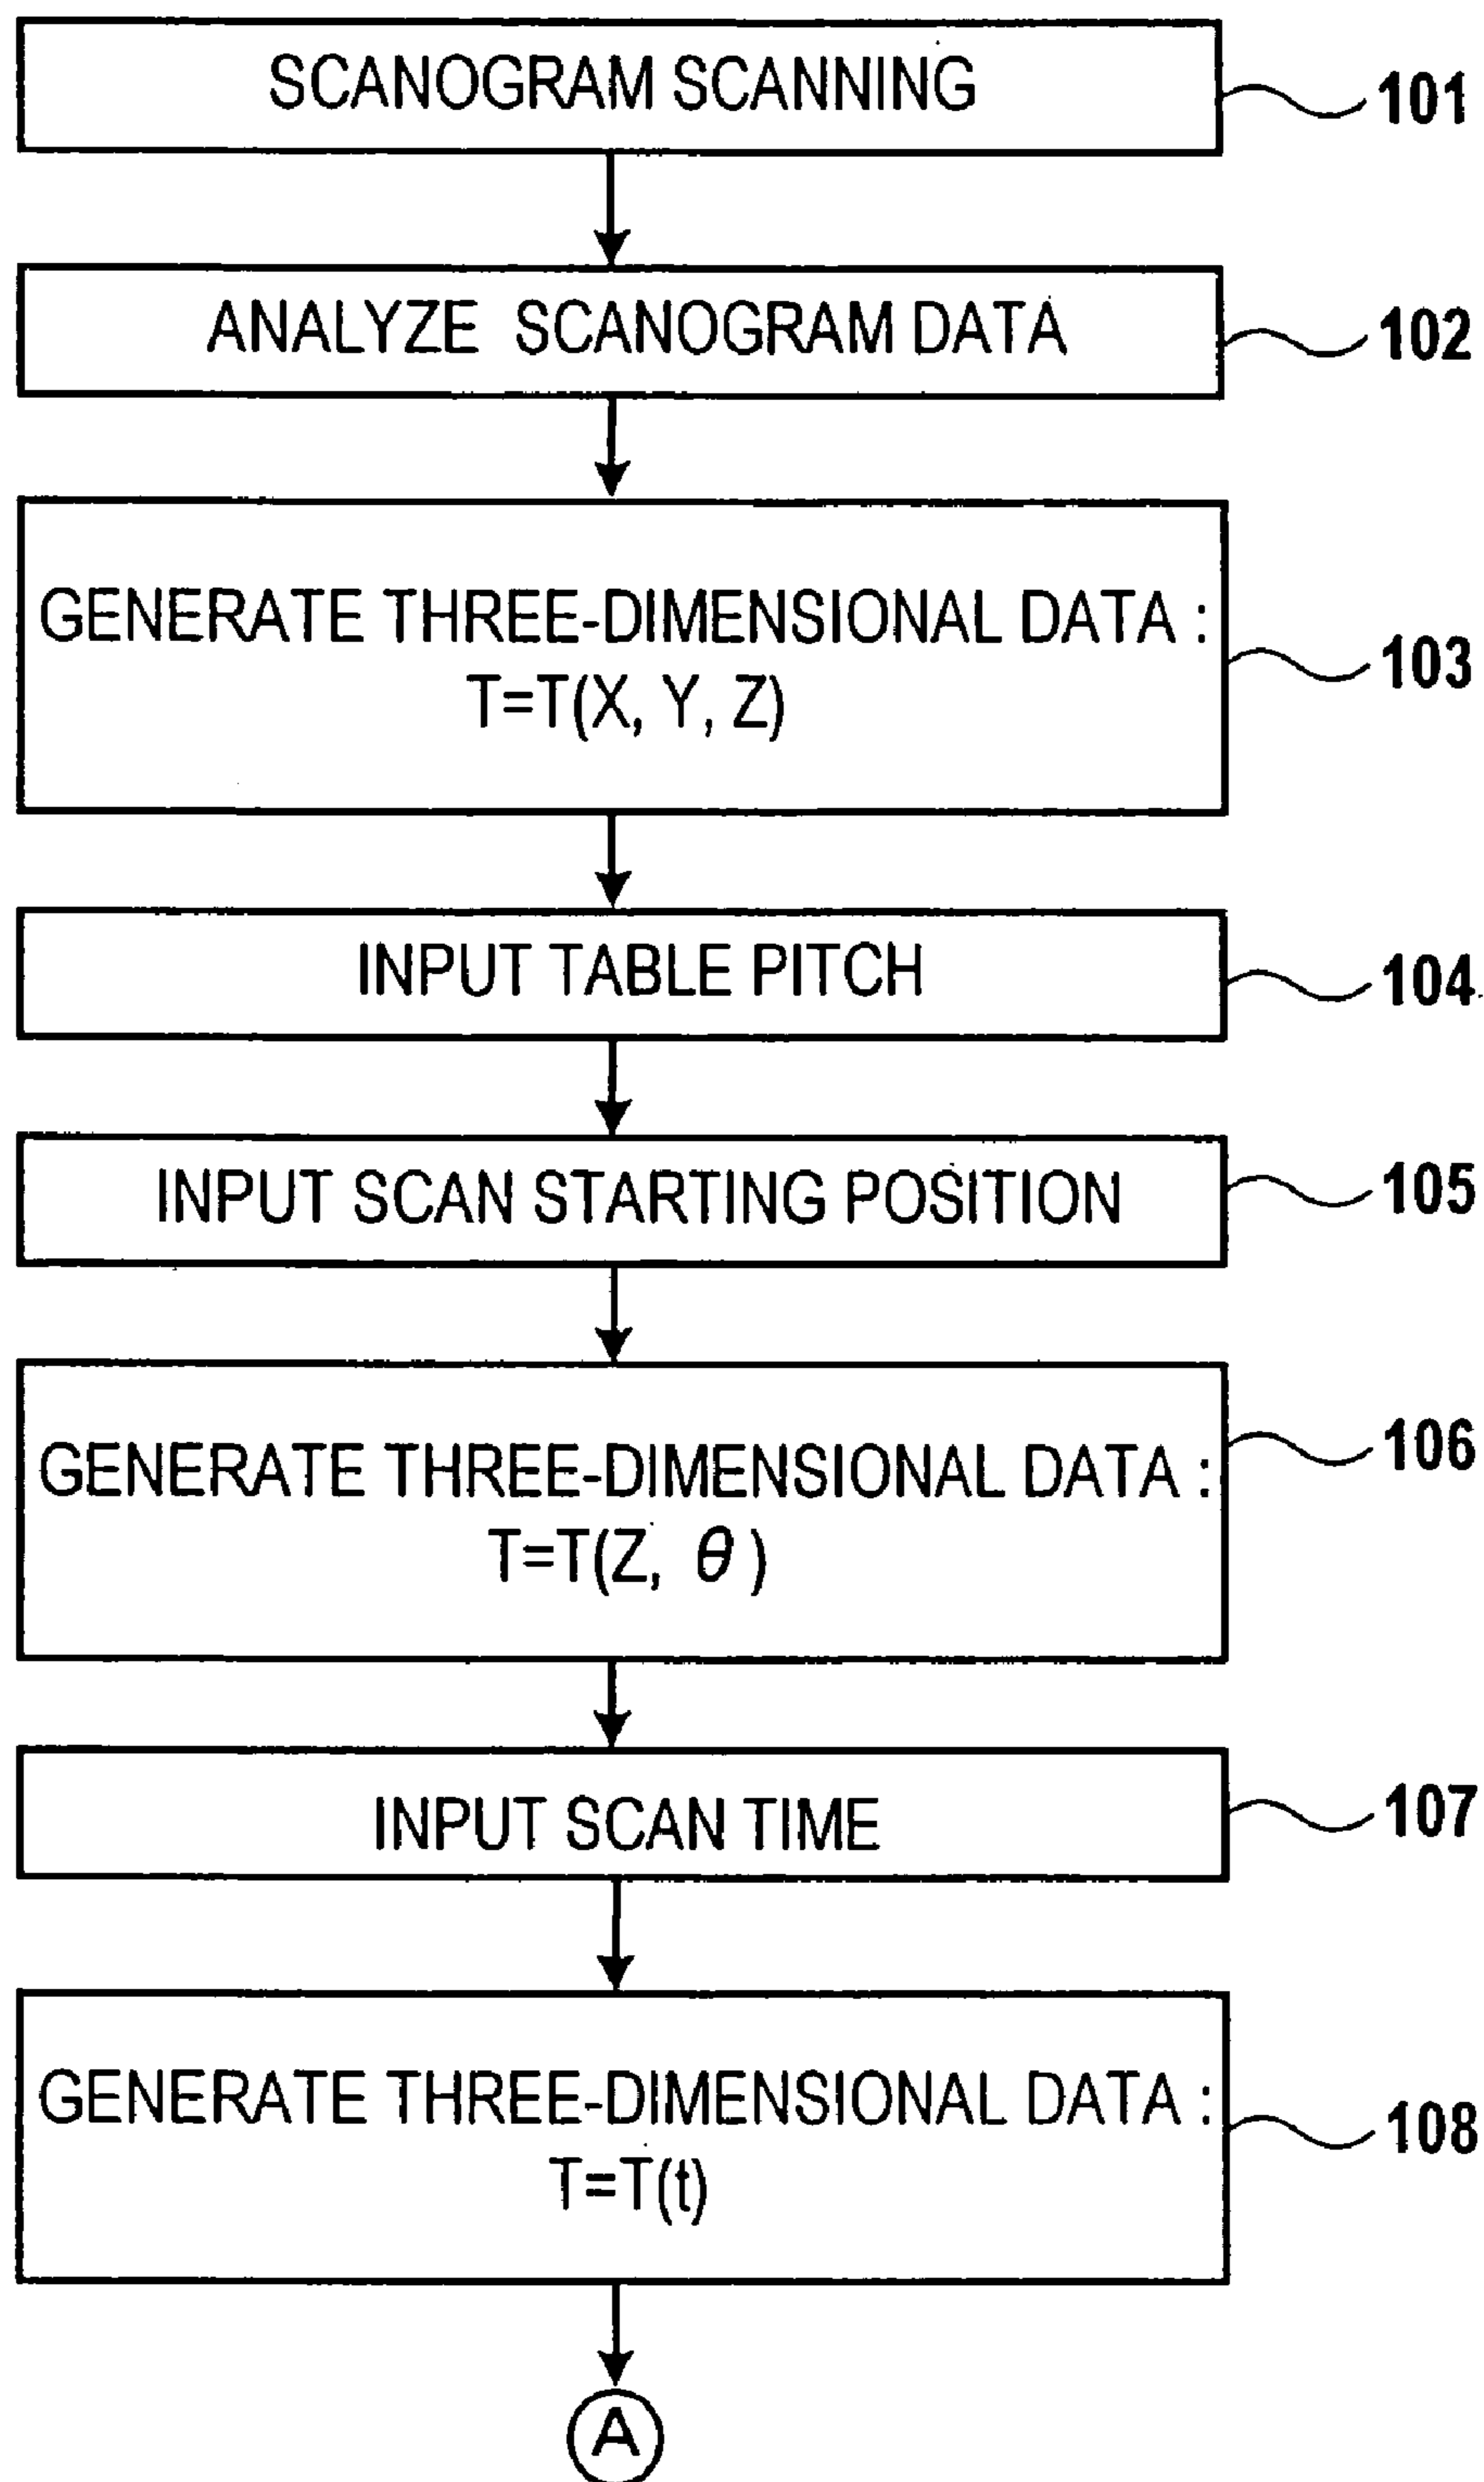 SCANOGRAM SCANNING
101
ANALYZE SCANOGRAM DATA
102
GENERATE THREE-DIMENSIONAL DATA :
T=T(X, Y, Z)
103
INPUT TABLE PITCH
104
INPUT SCAN STARTING POSITION
105
GENERATE THREE-DIMENSIONAL DATA :
T=T(Z, θ)
106
INPUT SCAN TIME
107
GENERATE THREE-DIMENSIONAL DATA :
T=T(t)
108
A